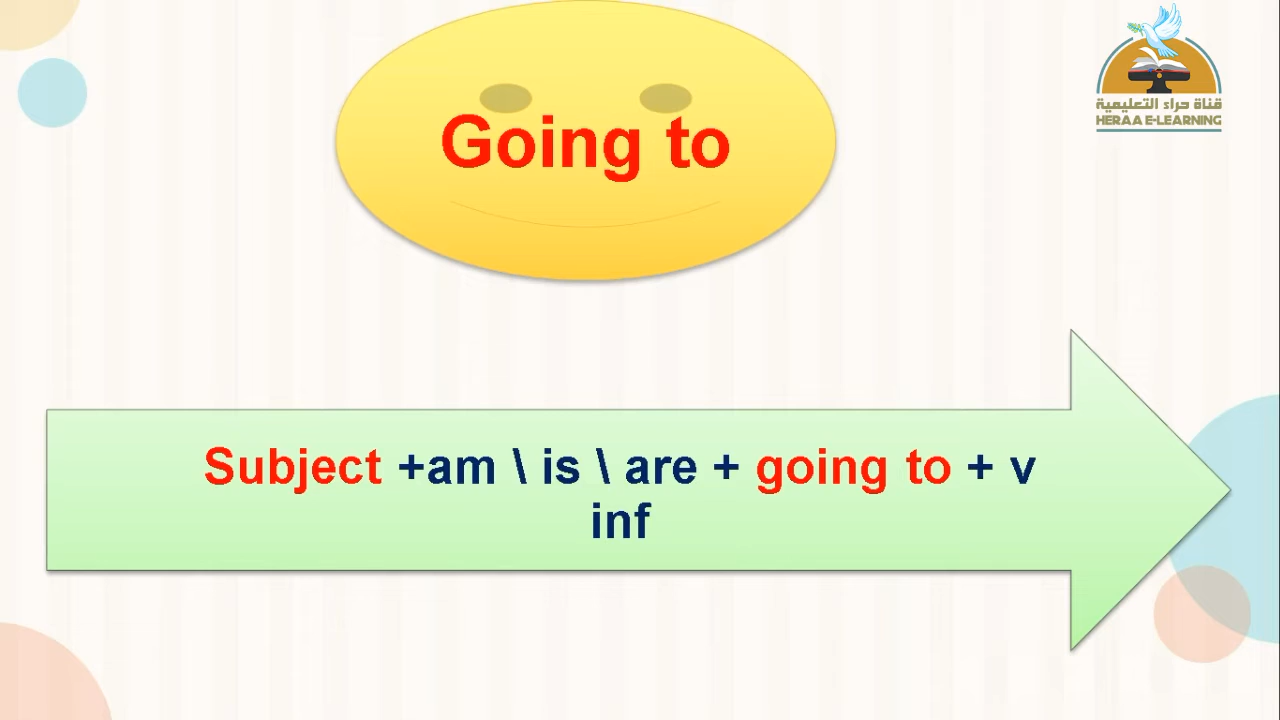 Going to
قناة حراء التعليمية
HERAA E-LEARNING
Subject +am \ is \ are + going to + v
inf